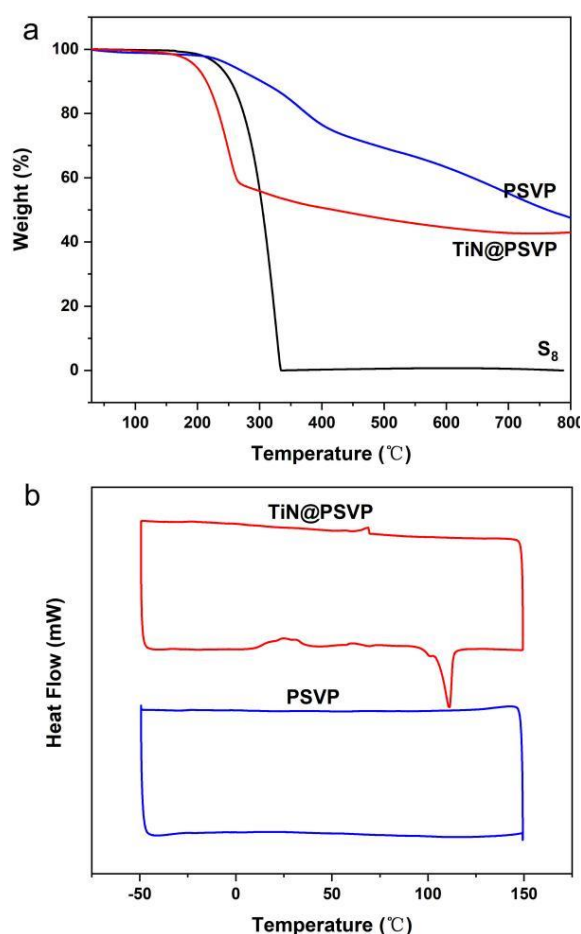 a
100
80
60
40
20
0
Weight (%)
PSVP
TiN@PSVP
S₈
100 200 300 400 500 600 700 800
Temperature (℃)
b
TiN@PSVP
PSVP
Heat Flow (mW)
-50 0 50 100 150
Temperature (℃)